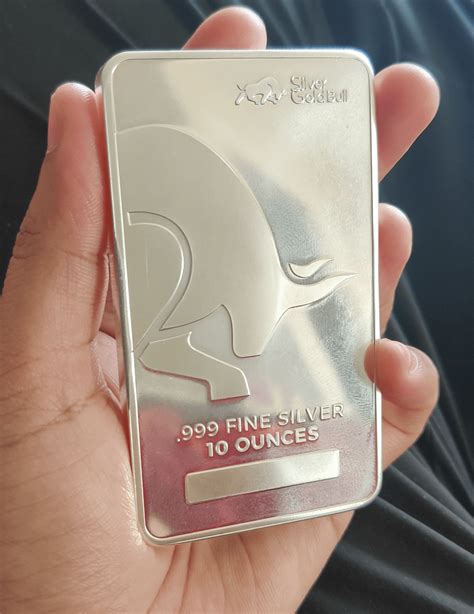 Silver
GoldBull
.999 FINE SILVER
10 OUNCES